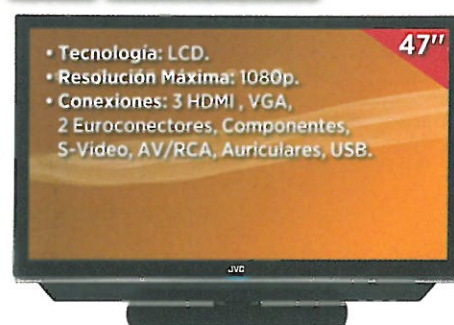 47"
• Tecnología: LCD.
• Resolución Máxima: 1080p.
• Conexiones: 3 HDMI , VGA,
2 Euroconectores, Componentes,
S-Video, AV/RCA, Auriculares, USB.
JVC